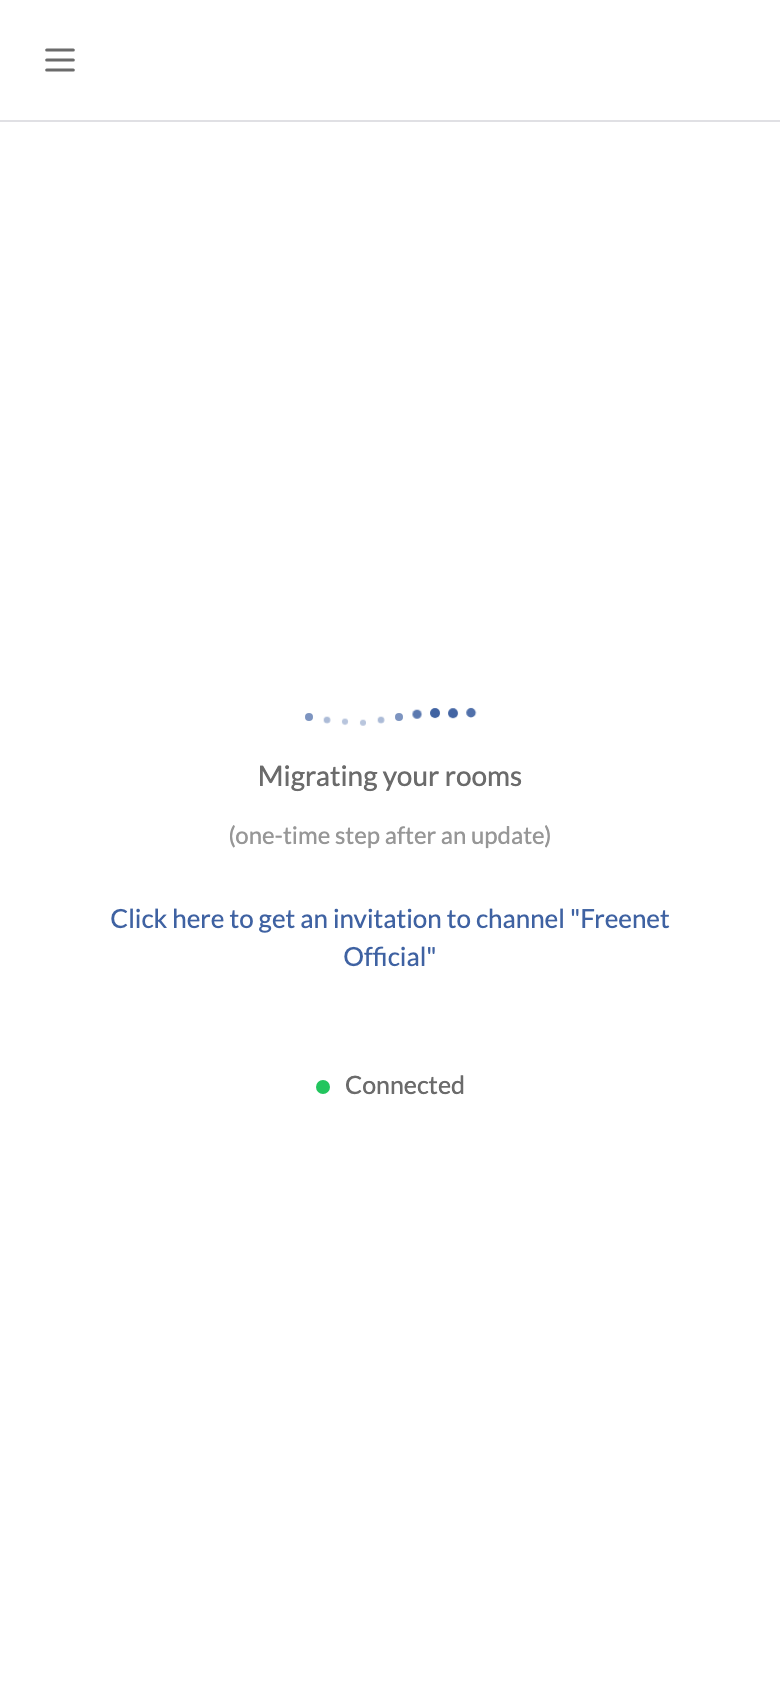 Migrating your rooms
(one-time step after an update)
Click here to get an invitation to channel "Freenet
Official"
Connected